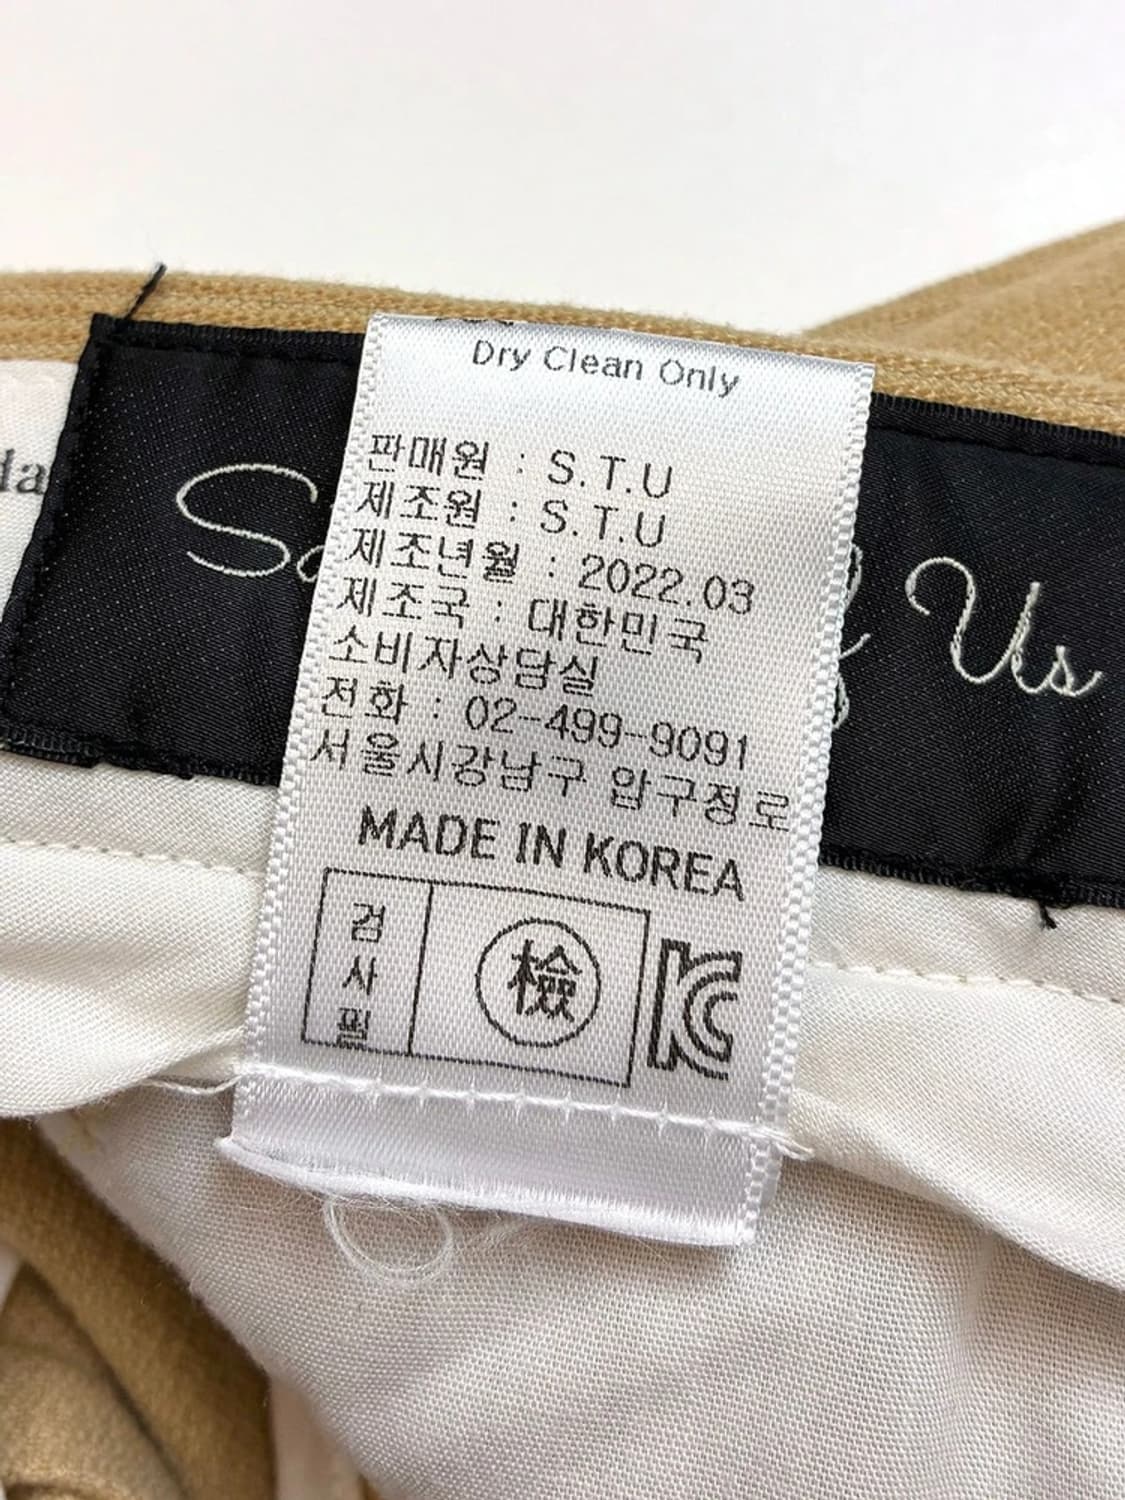 Dry Clean Only
판매원 : S.T.U
제조원 : S.T.U
제조년월 : 2022.03
제조국 : 대한민국
소비자상담실
전화 : 02-499-9091
서울시강남구 압구정로
MADE IN KOREA
검사필
檢
KC
Us